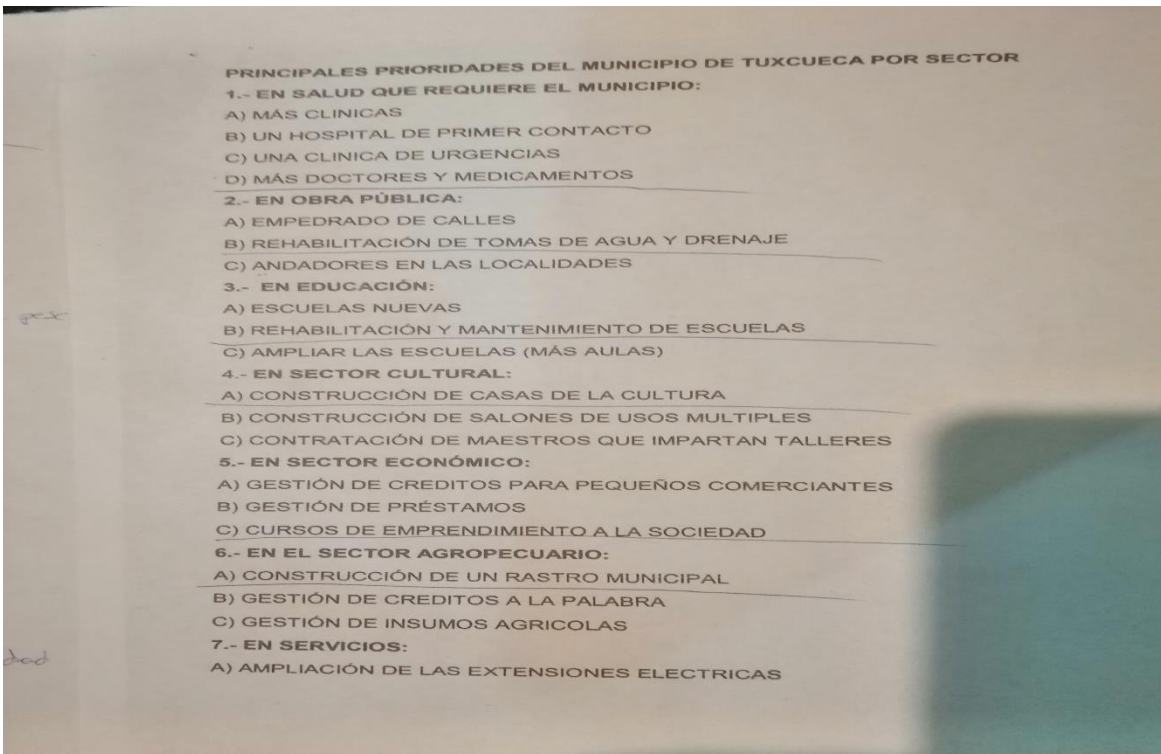 PRINCIPALES PRIORIDADES DEL MUNICIPIO DE TUXCUECA POR SECTOR
1.- EN SALUD QUE REQUIERE EL MUNICIPIO:
A) MÁS CLINICAS
B) UN HOSPITAL DE PRIMER CONTACTO
C) UNA CLINICA DE URGENCIAS
D) MÁS DOCTORES Y MEDICAMENTOS
2.- EN OBRA PÚBLICA:
A) EMPEDRADO DE CALLES
B) REHABILITACIÓN DE TOMAS DE AGUA Y DRENAJE
C) ANDADORES EN LAS LOCALIDADES
3.- EN EDUCACIÓN:
A) ESCUELAS NUEVAS
B) REHABILITACIÓN Y MANTENIMIENTO DE ESCUELAS
C) AMPLIAR LAS ESCUELAS (MÁS AULAS)
4.- EN SECTOR CULTURAL:
A) CONSTRUCCIÓN DE CASAS DE LA CULTURA
B) CONSTRUCCIÓN DE SALONES DE USOS MULTIPLES
C) CONTRATACIÓN DE MAESTROS QUE IMPARTAN TALLERES
5.- EN SECTOR ECONÓMICO:
A) GESTIÓN DE CREDITOS PARA PEQUEÑOS COMERCIANTES
B) GESTIÓN DE PRÉSTAMOS
C) CURSOS DE EMPRENDIMIENTO A LA SOCIEDAD
6.- EN EL SECTOR AGROPECUARIO:
A) CONSTRUCCIÓN DE UN RASTRO MUNICIPAL
B) GESTIÓN DE CREDITOS A LA PALABRA
C) GESTIÓN DE INSUMOS AGRICOLAS
7.- EN SERVICIOS:
A) AMPLIACIÓN DE LAS EXTENSIONES ELECTRICAS